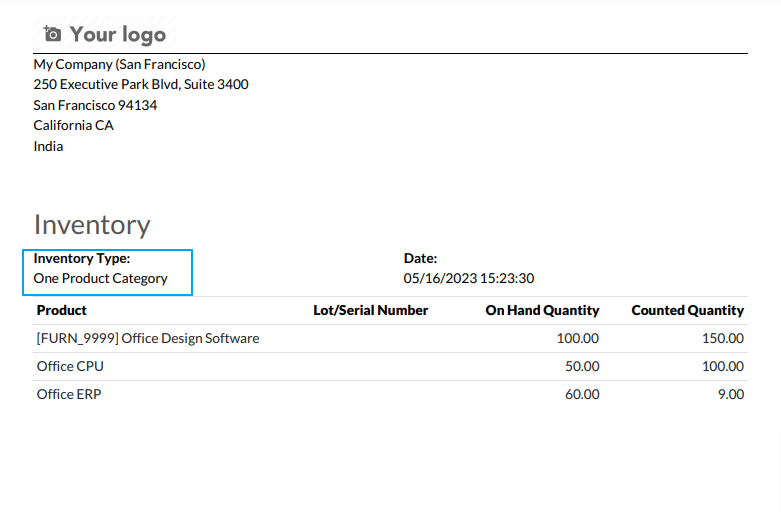 Your logo
My Company (San Francisco)
250 Executive Park Blvd, Suite 3400
San Francisco 94134
California CA
India
Inventory
Inventory Type: Date:
One Product Category 05/16/2023 15:23:30
Product Lot/Serial Number On Hand Quantity Counted Quantity
[FURN_9999] Office Design Software 100.00 150.00
Office CPU 50.00 100.00
Office ERP 60.00 9.00